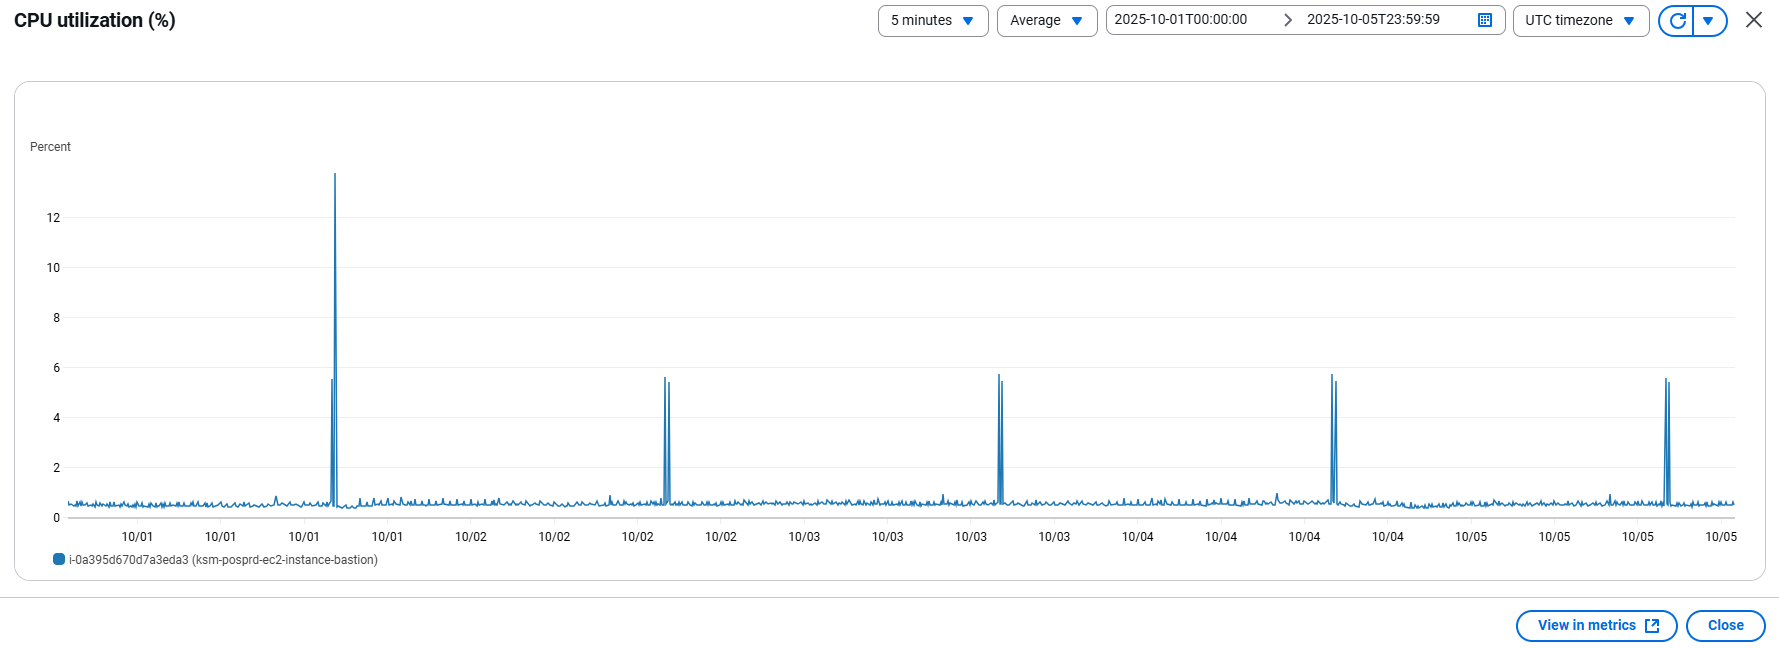 CPU utilization (%)
5 minutes
Average
2025-10-01T00:00:00
2025-10-05T23:59:59
UTC timezone
Percent
12
10
8
6
4
2
0
10/01 10/01 10/01 10/01 10/02 10/02 10/02 10/02 10/03 10/03 10/03 10/03 10/04 10/04 10/04 10/04 10/05 10/05 10/05 10/05
i-0a395d670d7a3eda3 (ksm-posprd-ec2-instance-bastion)
View in metrics
Close